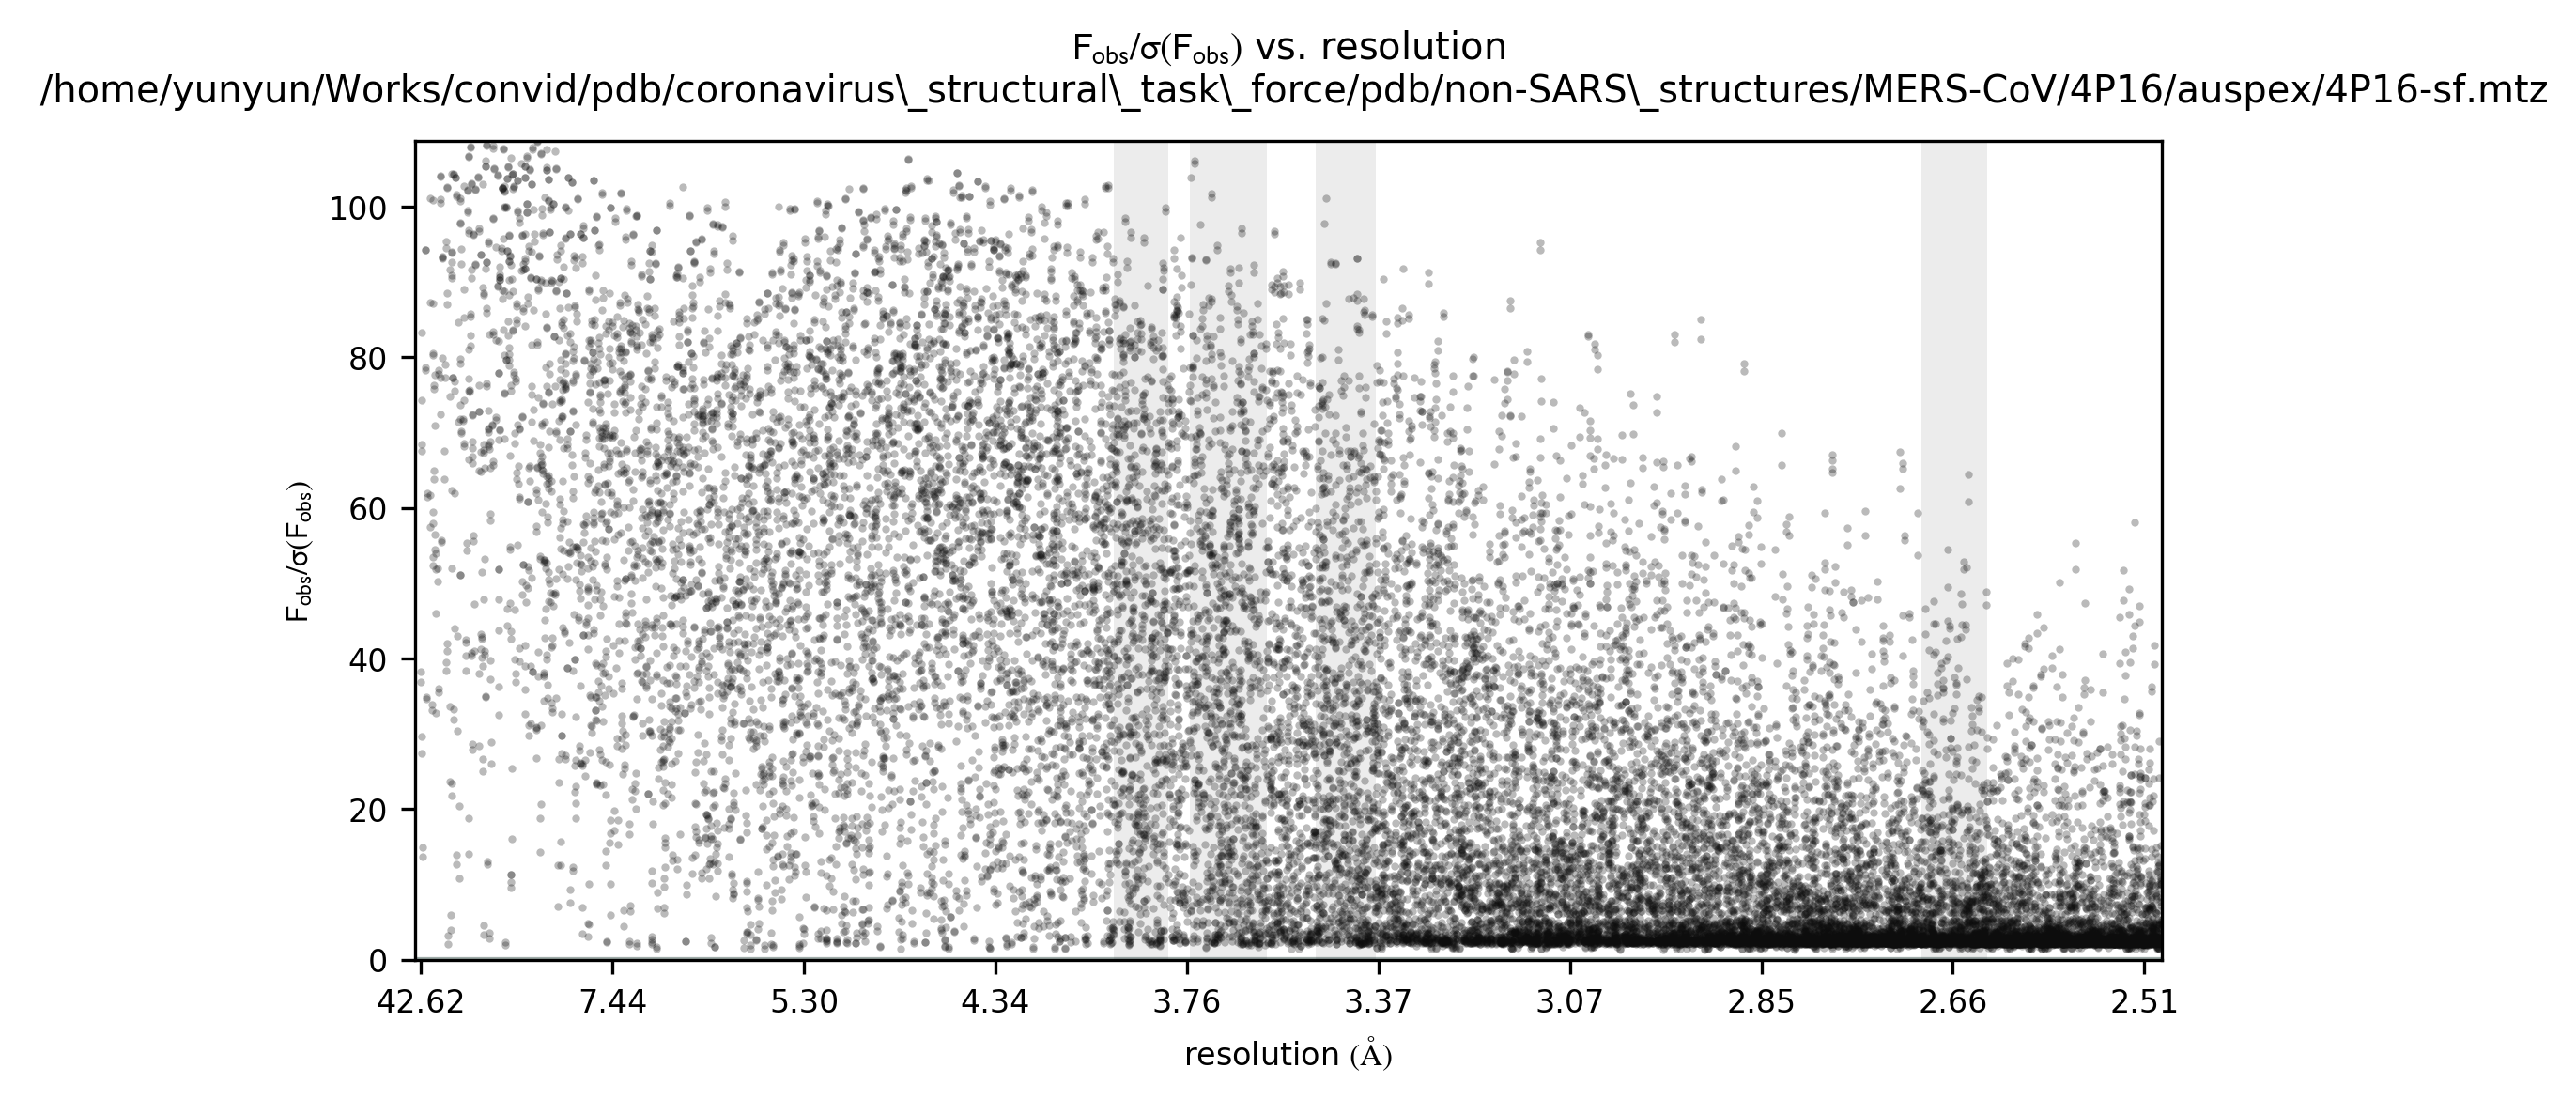 Fobs/σ(Fobs) vs. resolution
/home/yunyun/Works/convid/pdb/coronavirus\_structural\_task\_force/pdb/non-SARS\_structures/MERS-CoV/4P16/auspex/4P16-sf.mtz
Fobs/σ(Fobs)
100
80
60
40
20
0
42.62 7.44 5.30 4.34 3.76 3.37 3.07 2.85 2.66 2.51
resolution (Å)